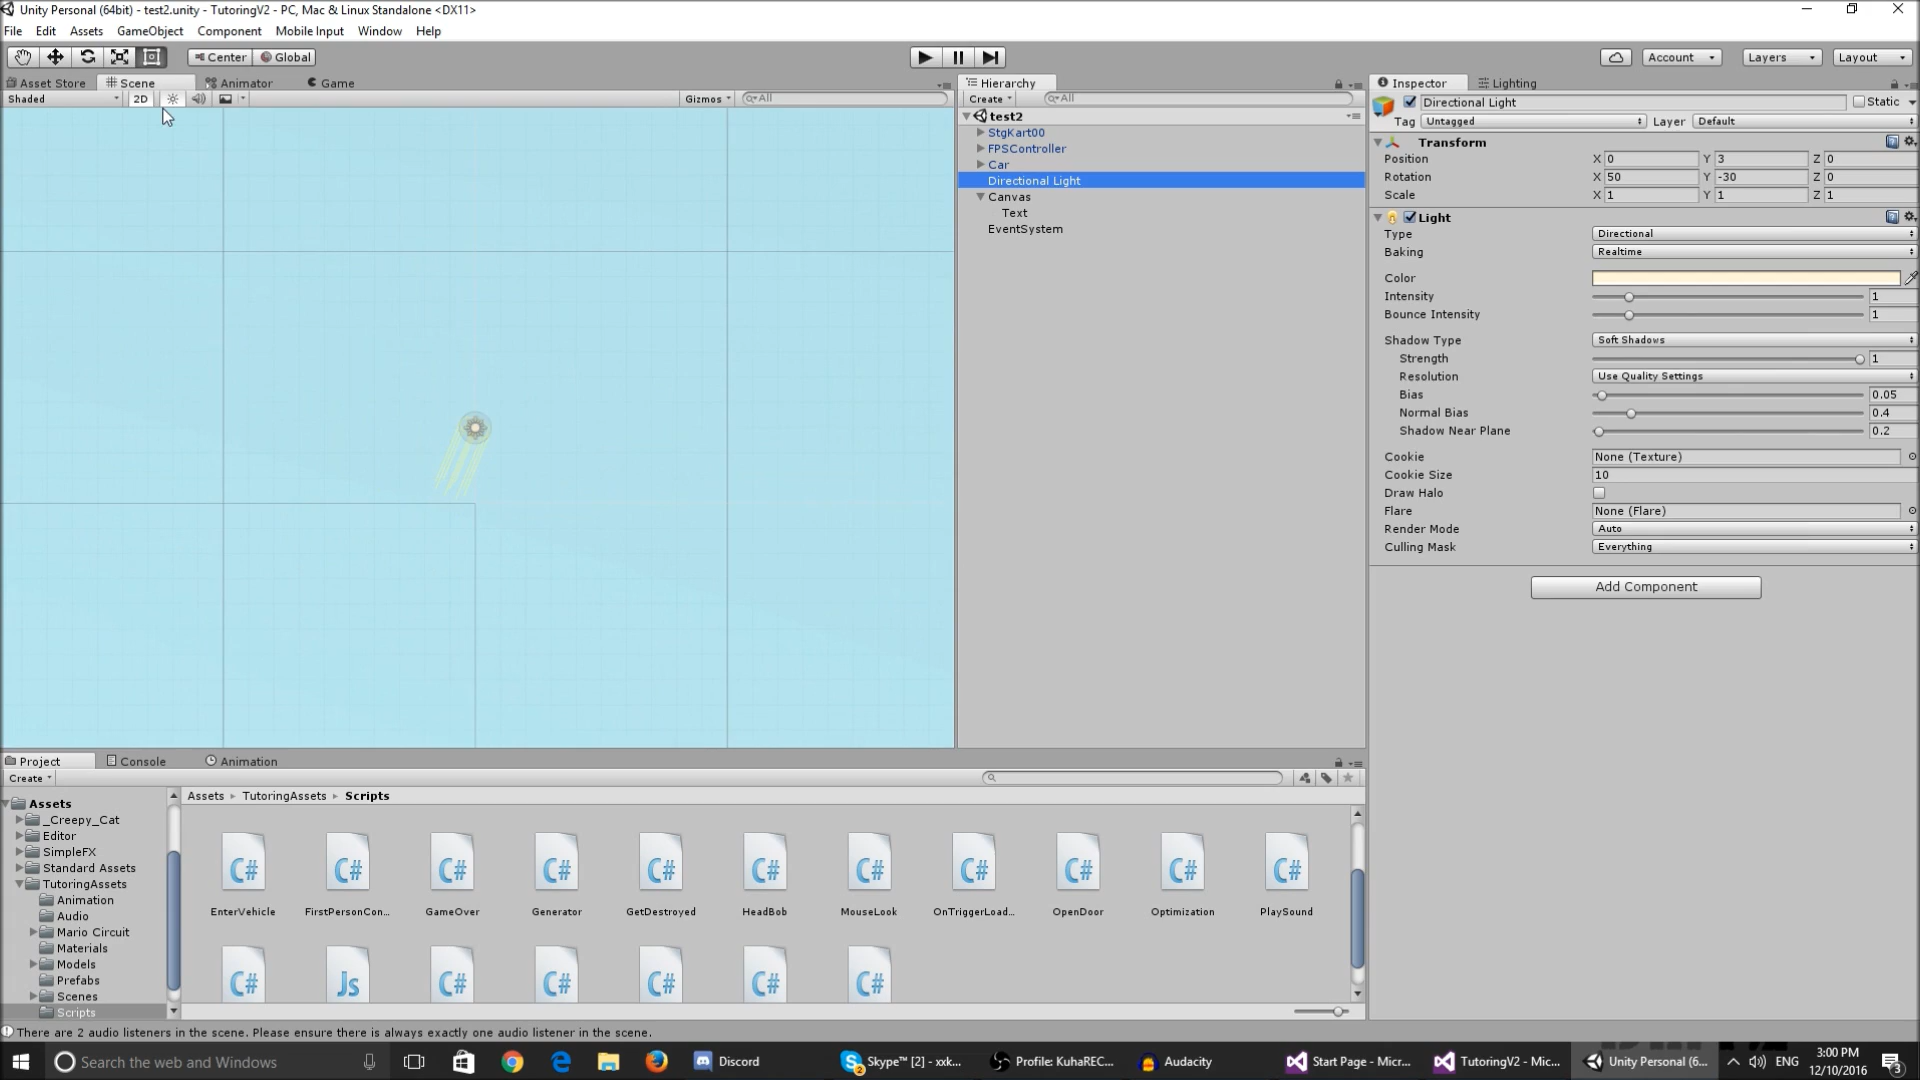 Unity Personal (64bit) - test2.unity - TutoringV2 - PC, Mac & Linux Standalone <DX11>
File Edit Assets GameObject Component Mobile Input Window Help
Center Global Account Layers Layout
Asset Store Scene Animator Game
Shaded 2D Gizmos All
Hierarchy
Create All
test2
StgKart00
FPSController
Car
Directional Light
Canvas
Text
EventSystem
Inspector Lighting
Directional Light Static
Tag Untagged Layer Default
Transform
Position X 0 Y 3 Z 0
Rotation X 50 Y -30 Z 0
Scale X 1 Y 1 Z 1
Light
Type Directional
Baking Realtime
Color
Intensity 1
Bounce Intensity 1
Shadow Type Soft Shadows
Strength 1
Resolution Use Quality Settings
Bias 0.05
Normal Bias 0.4
Shadow Near Plane 0.2
Cookie None (Texture)
Cookie Size 10
Draw Halo
Flare None (Flare)
Render Mode Auto
Culling Mask Everything
Add Component
Project Console Animation
Create
Assets
_Creepy_Cat
Editor
SimpleFX
Standard Assets
TutoringAssets
Animation
Audio
Mario Circuit
Materials
Models
Prefabs
Scenes
Scripts
Assets TutoringAssets Scripts
C# C# C# C# C# C# C# C# C# C# C#
EnterVehicle FirstPersonCon... GameOver Generator GetDestroyed HeadBob MouseLook OnTriggerLoad... OpenDoor Optimization PlaySound
C# Js C# C# C# C# C#
There are 2 audio listeners in the scene. Please ensure there is always exactly one audio listener in the scene.
Search the web and Windows Discord Skype™ [2] - xxk... Profile: KuhaREC... Audacity Start Page - Micr... TutoringV2 - Mic... Unity Personal (6... ENG 3:00 PM
12/10/2016 3